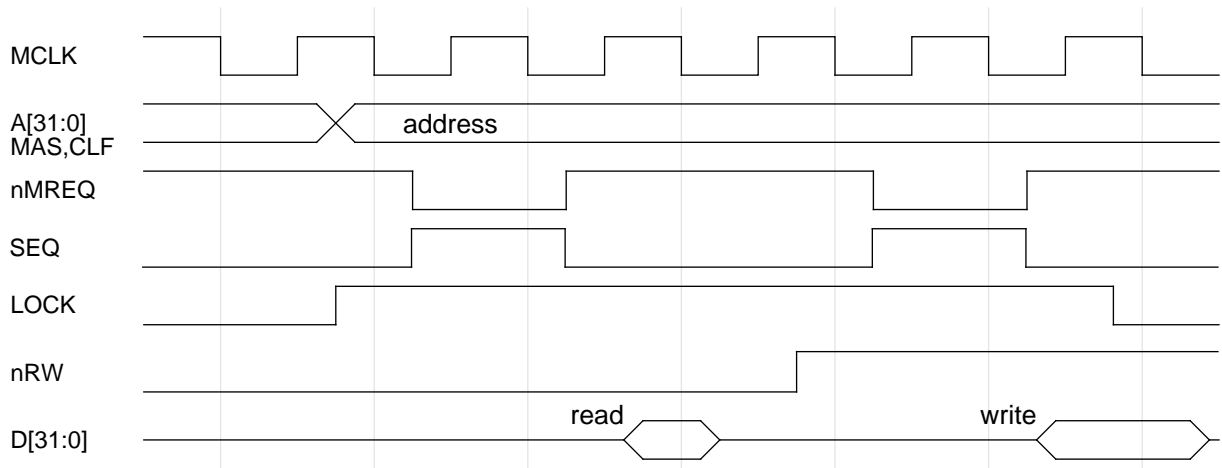 MCLK
A[31:0]
address
MAS,CLF
nMREQ
SEQ
LOCK
nRW
read
write
D[31:0]